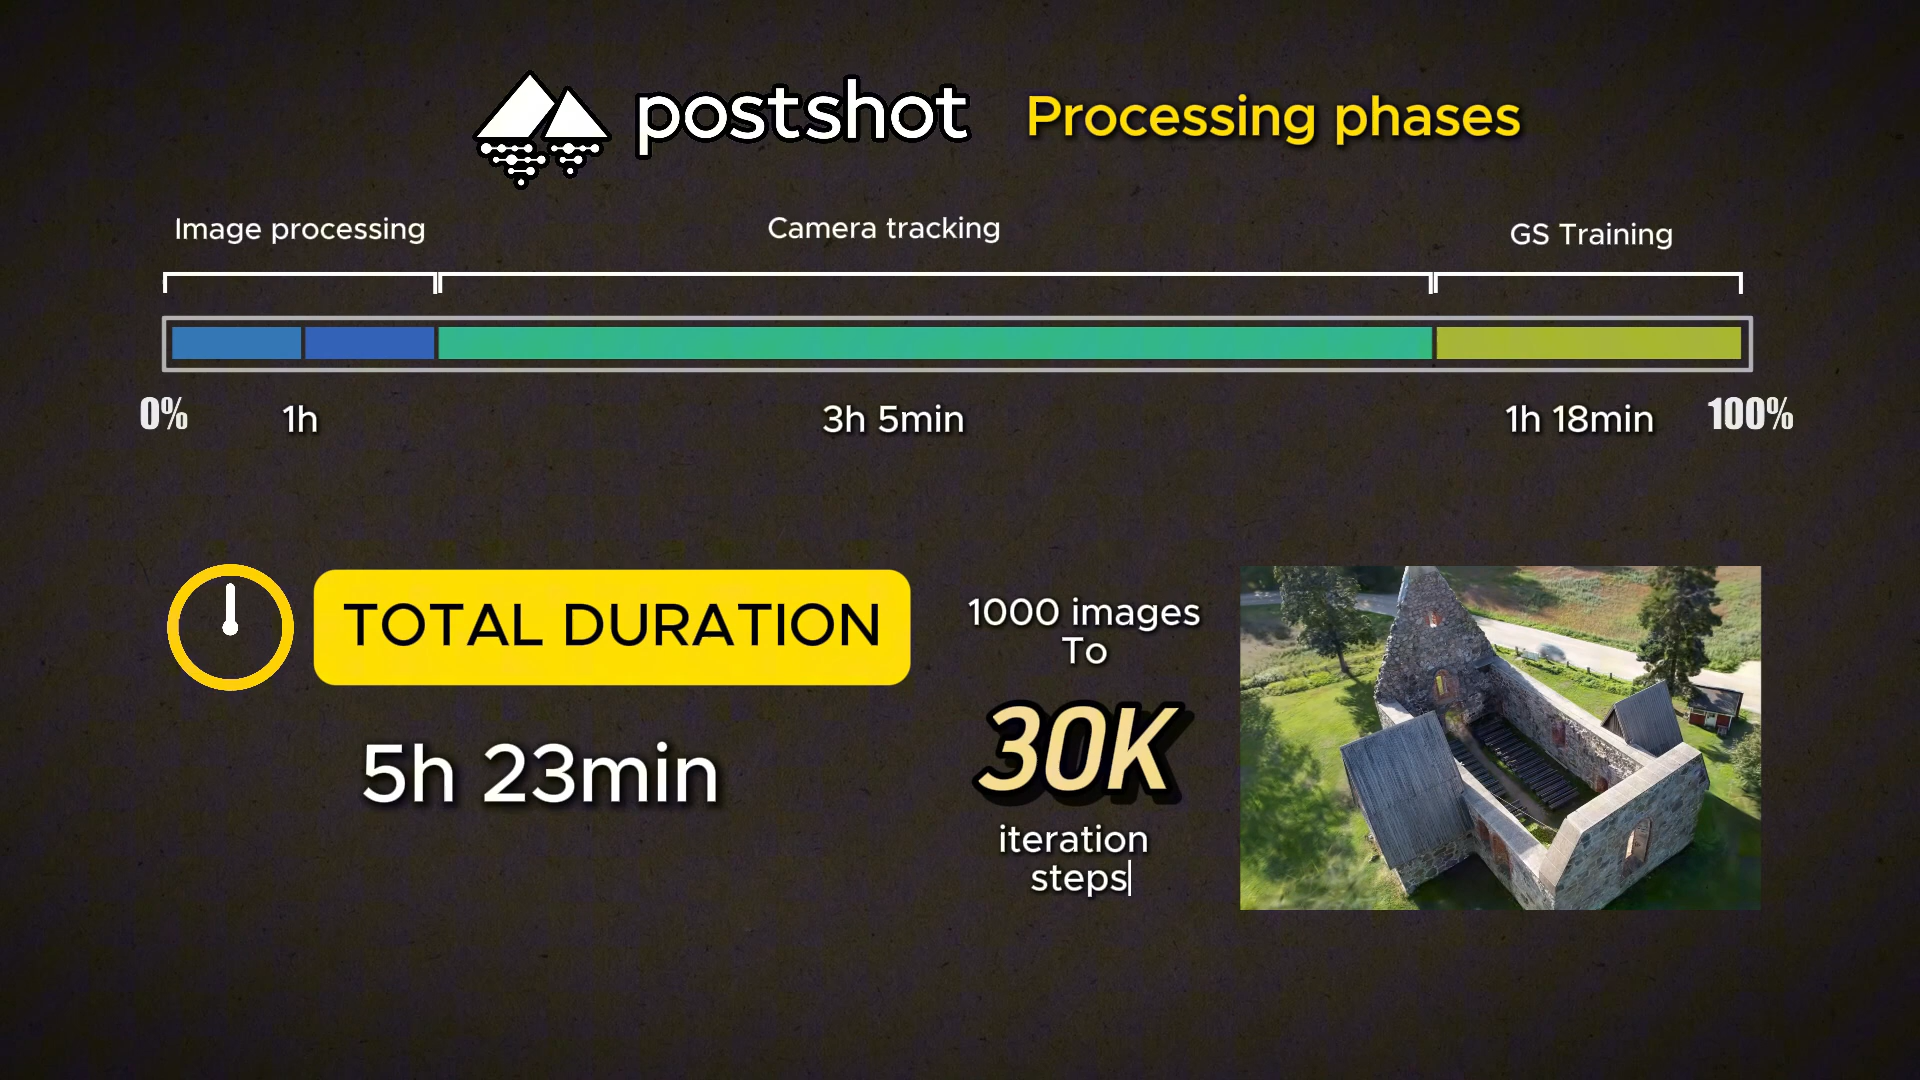 postshot Processing phases
Image processing Camera tracking GS Training
0% 1h 3h 5min 1h 18min 100%
TOTAL DURATION
5h 23min
1000 images
To
30K
iteration
steps